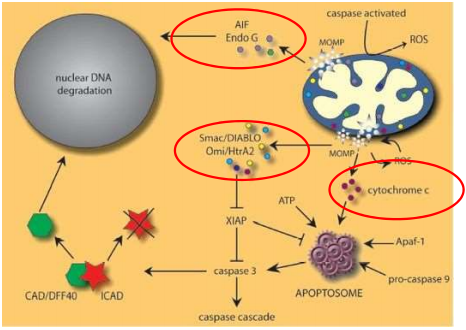 caspase activated
AIF
Endo G
MOMP
ROS
nuclear DNA
degradation
Smac/DIABLO
Omi/HtrA2
MOMP
ROS
cytochrome c
ATP
XIAP
Apaf-1
caspase 3
pro-caspase 9
CAD/DFF40
ICAD
APOPTOSOME
caspase cascade